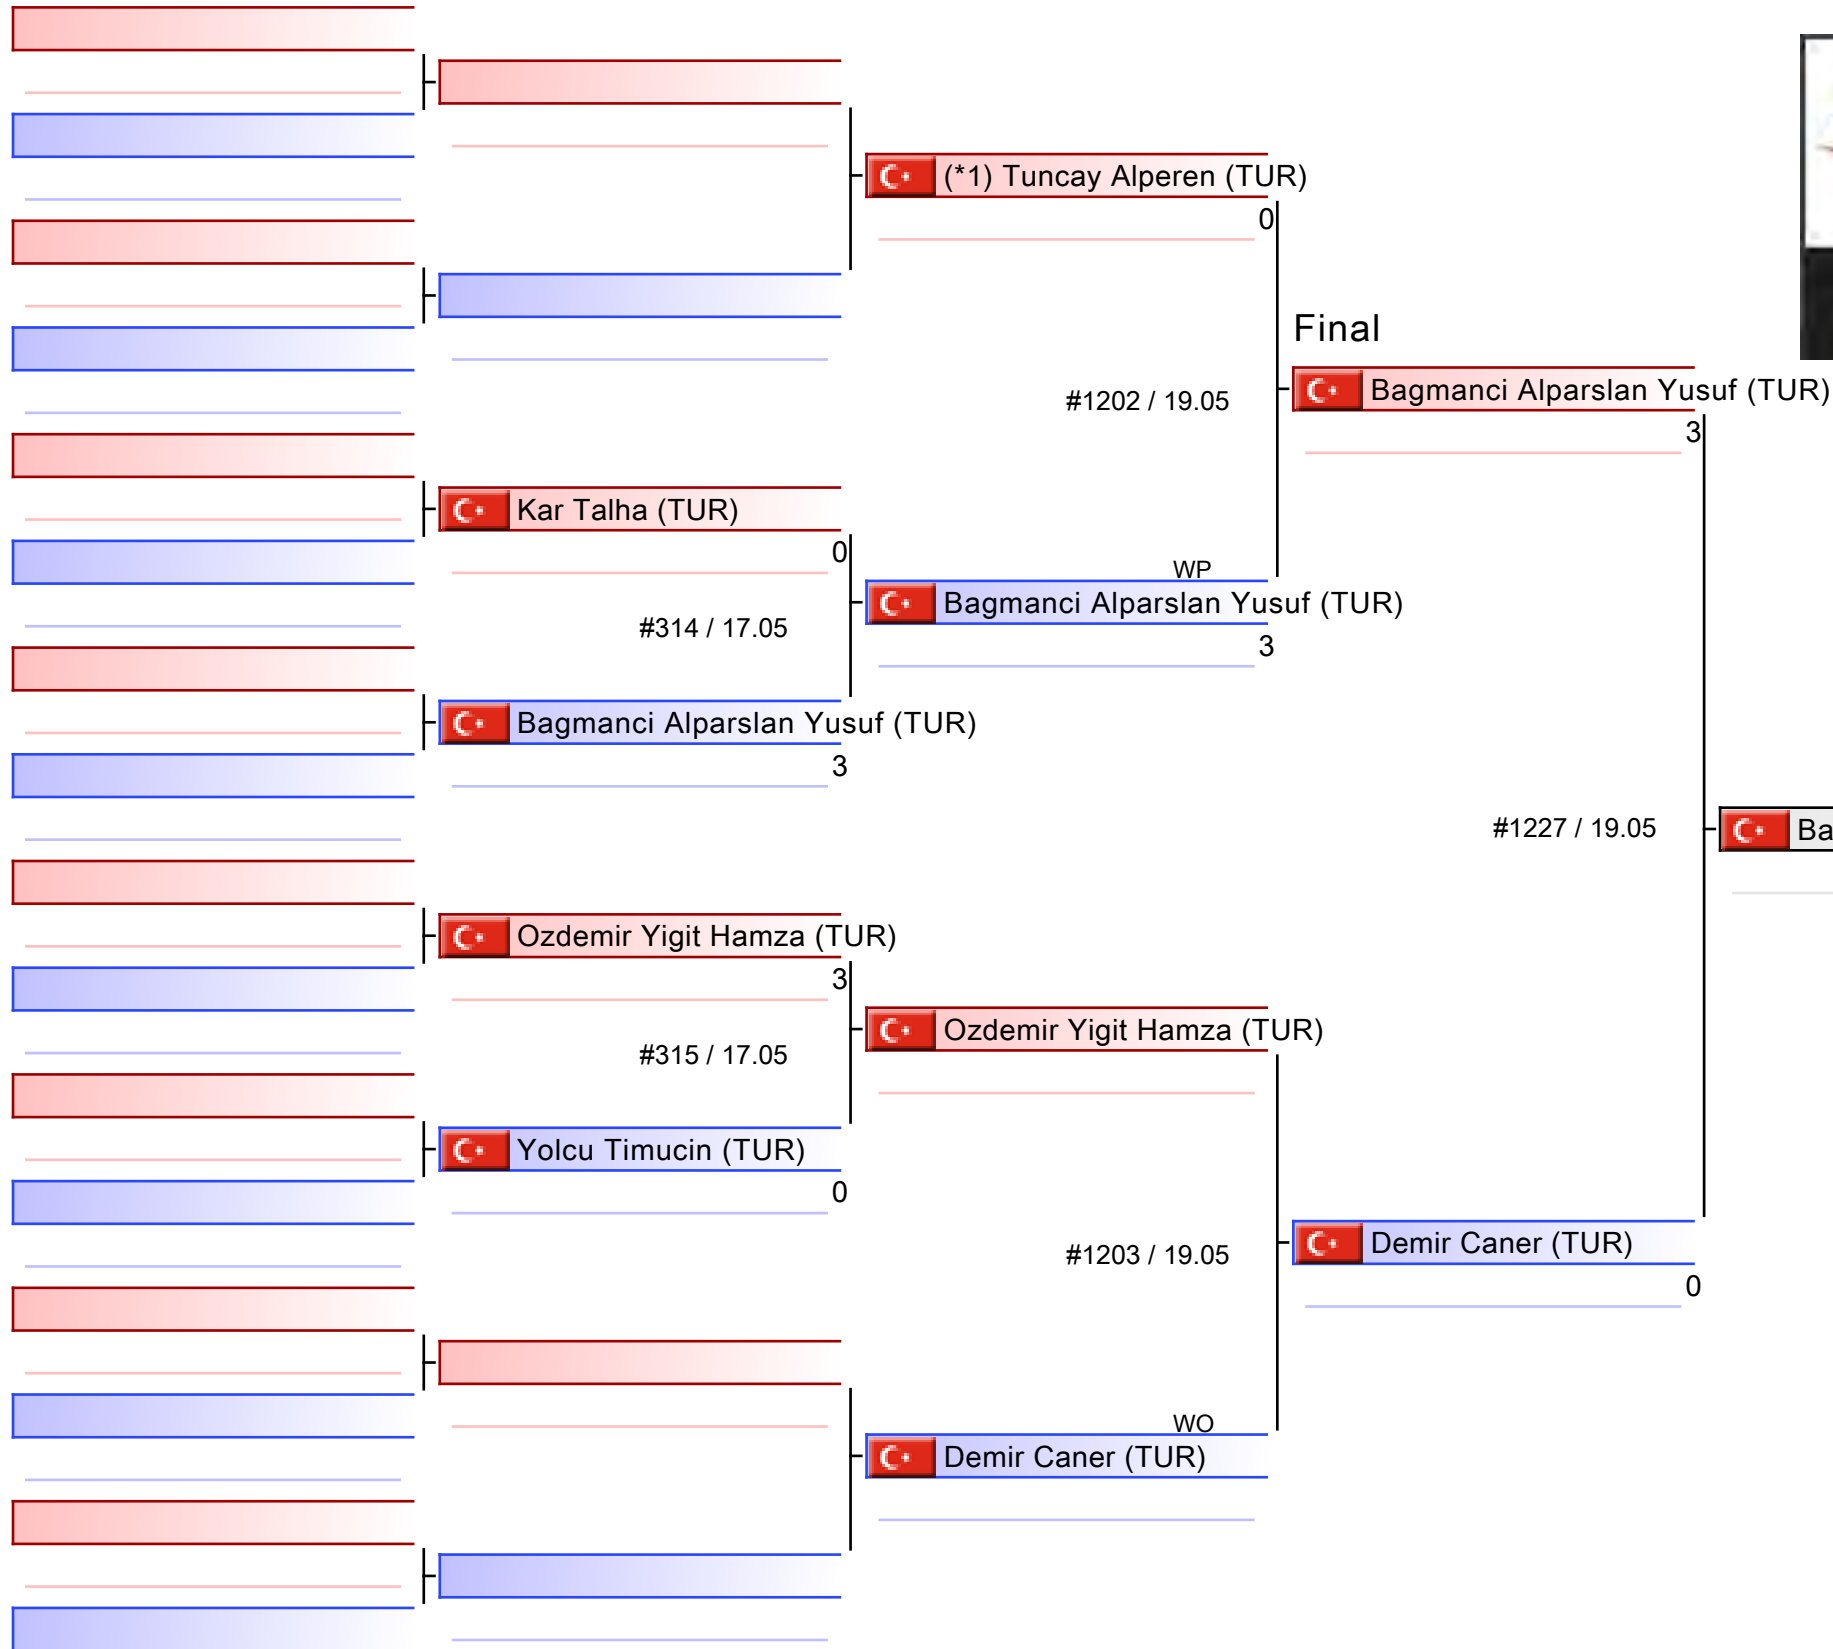 (*1) Tuncay Alperen (TUR)
0
Final
#1202 / 19.05
Bagmanci Alparslan Yusuf (TUR)
3
Kar Talha (TUR)
0
WP
Bagmanci Alparslan Yusuf (TUR)
#314 / 17.05
3
Bagmanci Alparslan Yusuf (TUR)
3
#1227 / 19.05
Ba
Ozdemir Yigit Hamza (TUR)
3
Ozdemir Yigit Hamza (TUR)
#315 / 17.05
Yolcu Timucin (TUR)
0
#1203 / 19.05
Demir Caner (TUR)
0
WO
Demir Caner (TUR)